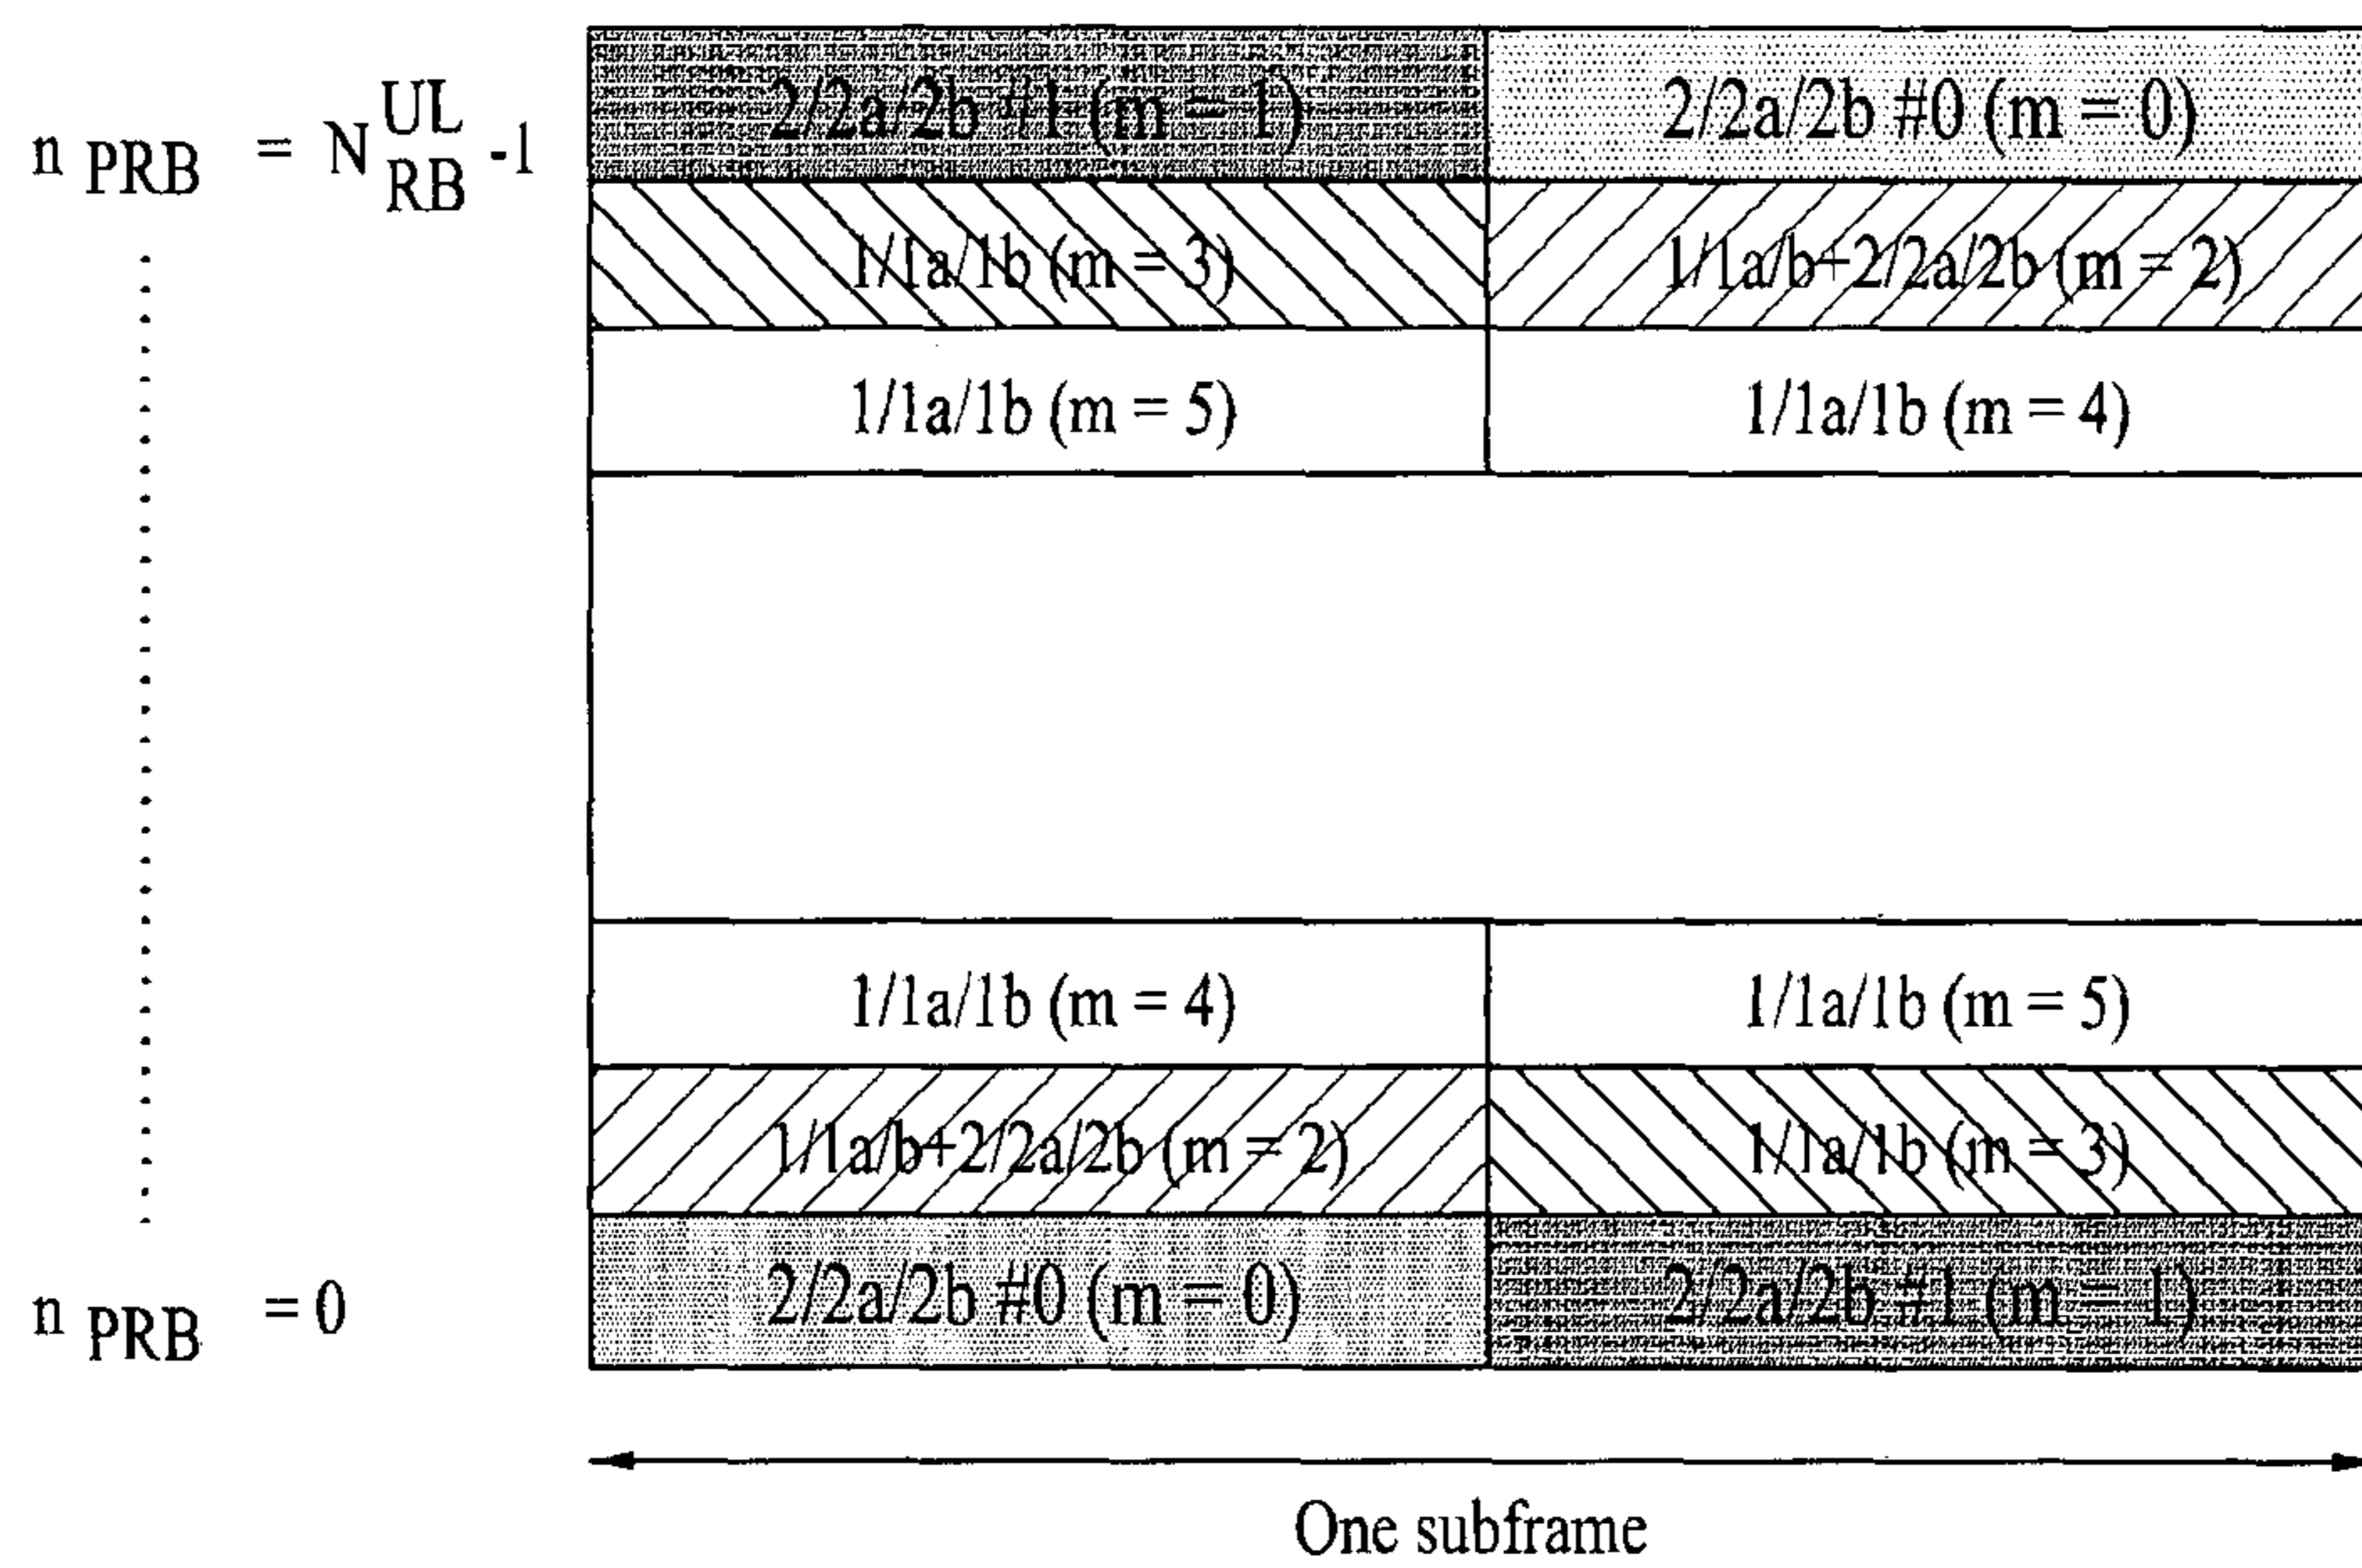 n PRB = N UL RB -1
2/2a/2b #1 (m = 1)
2/2a/2b #0 (m = 0)
1/1a/1b (m = 3)
1/1a/b+2/2a/2b (m = 2)
1/1a/1b (m = 5)
1/1a/1b (m = 4)
1/1a/1b (m = 4)
1/1a/1b (m = 5)
1/1a/b+2/2a/2b (m = 2)
1/1a/1b (m = 3)
n PRB = 0
2/2a/2b #0 (m = 0)
2/2a/2b #1 (m = 1)
One subframe